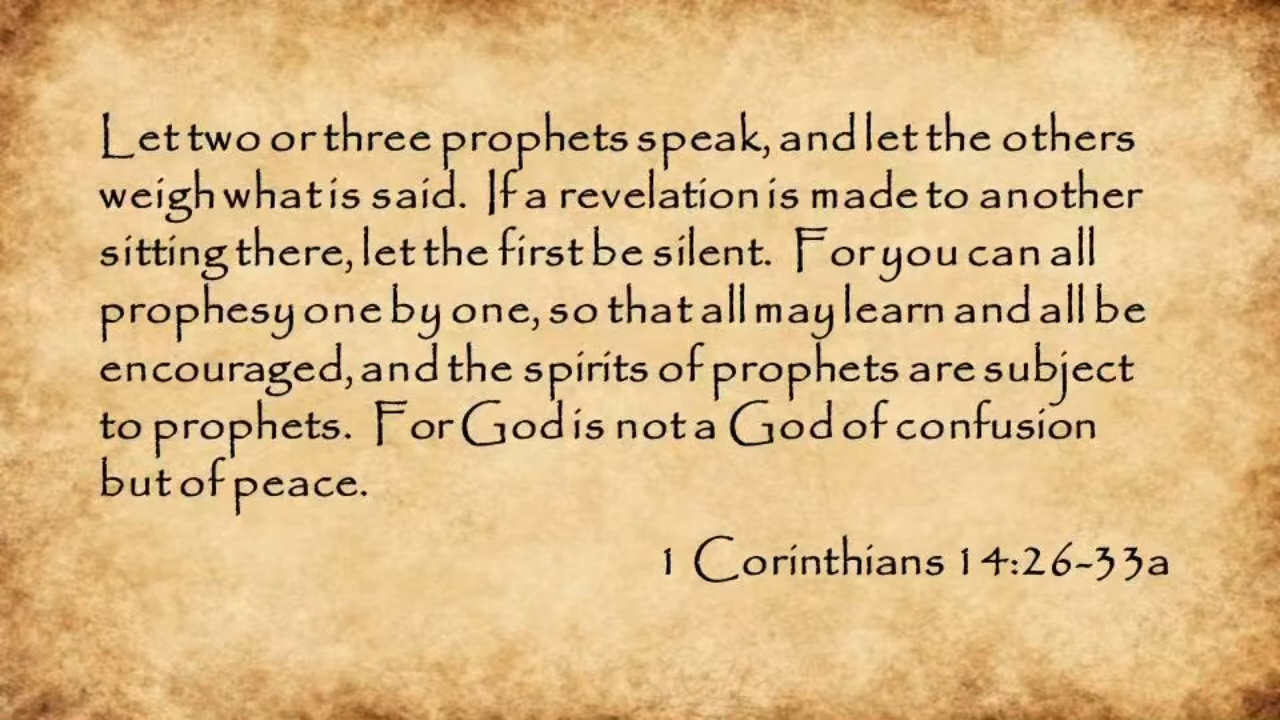 Let two or three prophets speak, and let the others
weigh what is said. If a revelation is made to another
sitting there, let the first be silent. For you can all
prophesy one by one, so that all may learn and all be
encouraged, and the spirits of prophets are subject
to prophets. For God is not a God of confusion
but of peace.
1 Corinthians 14:26-33a